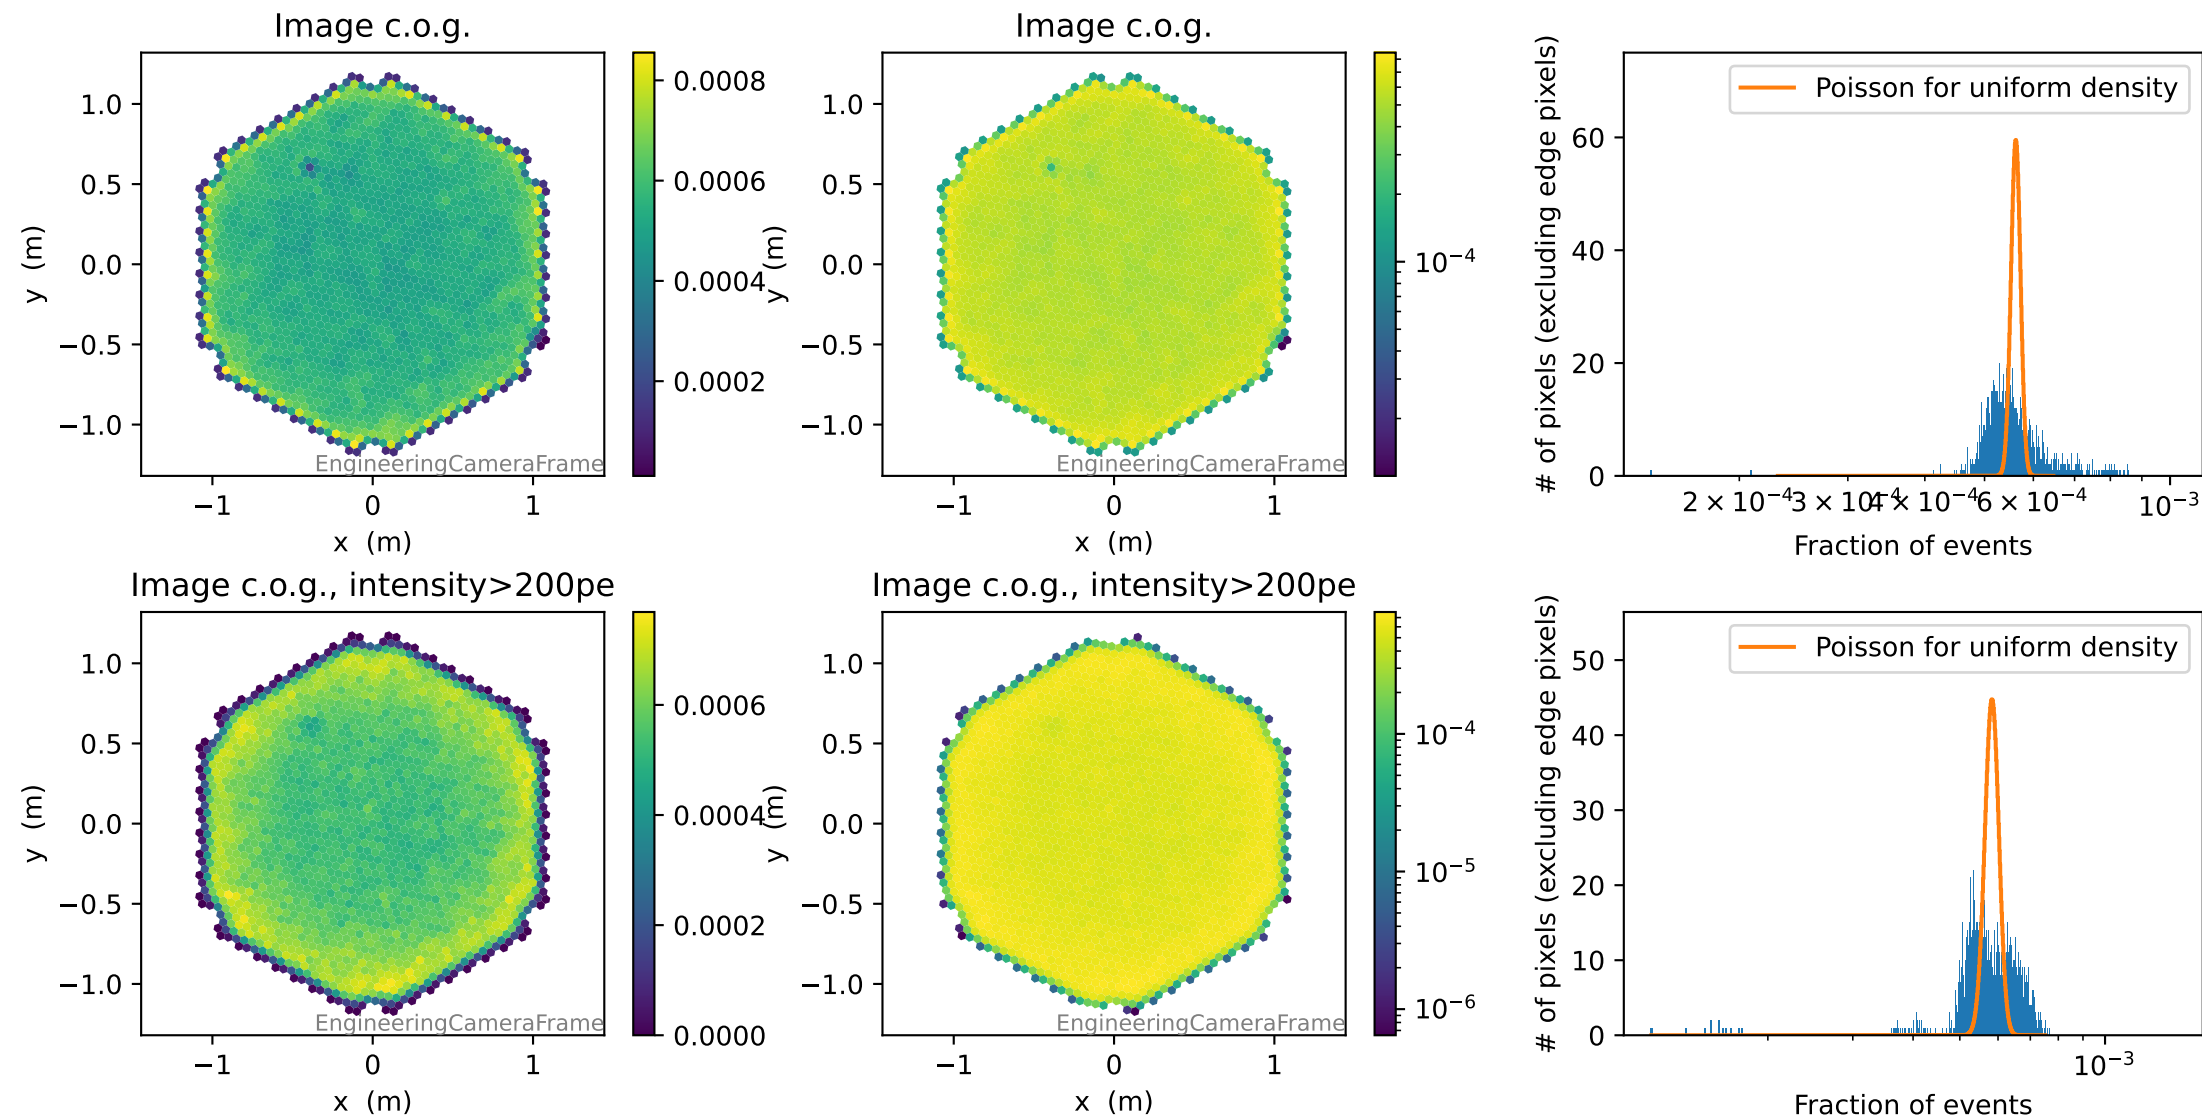 Image c.o.g.
1.0
0.5
0.0
−0.5
−1.0
y (m)
−1 0 1
x (m)
EngineeringCameraFrame
0.0008
0.0006
0.0004
0.0002
Image c.o.g.
1.0
0.5
0.0
−0.5
−1.0
y (m)
−1 0 1
x (m)
EngineeringCameraFrame
10⁻⁴
# of pixels (excluding edge pixels)
60
40
20
0
Poisson for uniform density
2 × 10⁻⁴ 3 × 10⁻⁴ 4 × 10⁻⁴ 6 × 10⁻⁴ 10⁻³
Fraction of events
Image c.o.g., intensity>200pe
1.0
0.5
0.0
−0.5
−1.0
y (m)
−1 0 1
x (m)
EngineeringCameraFrame
0.0006
0.0004
0.0002
0.0000
Image c.o.g., intensity>200pe
1.0
0.5
0.0
−0.5
−1.0
y (m)
−1 0 1
x (m)
EngineeringCameraFrame
10⁻⁴
10⁻⁵
10⁻⁶
# of pixels (excluding edge pixels)
50
40
30
20
10
0
Poisson for uniform density
10⁻³
Fraction of events